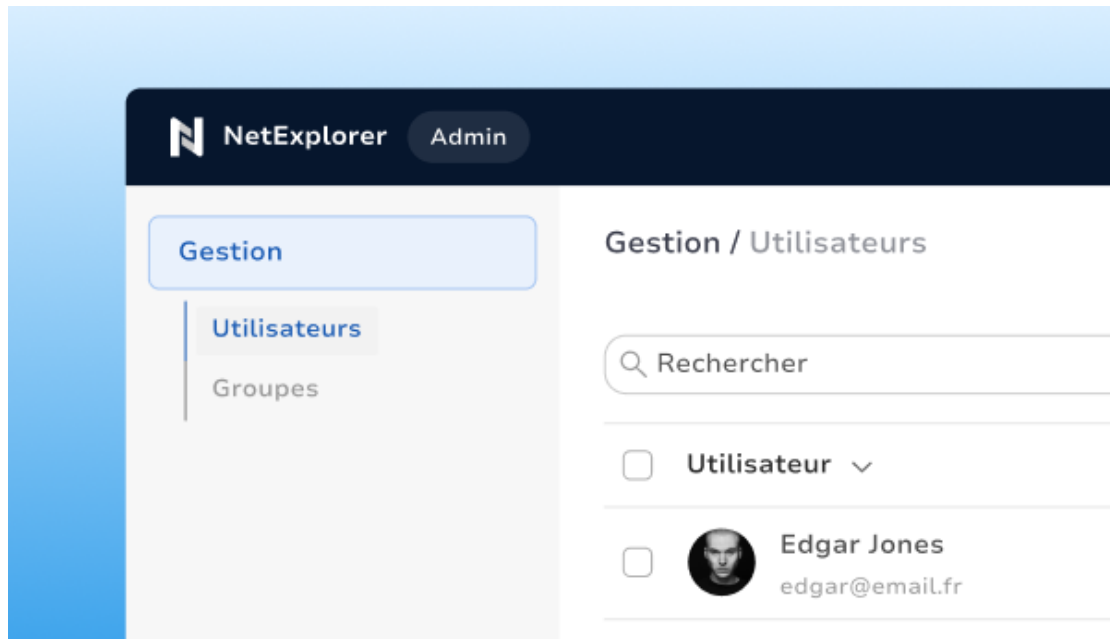 NetExplorer Admin
Gestion
Utilisateurs
Groupes
Gestion / Utilisateurs
Rechercher
Utilisateur
Edgar Jones
edgar@email.fr